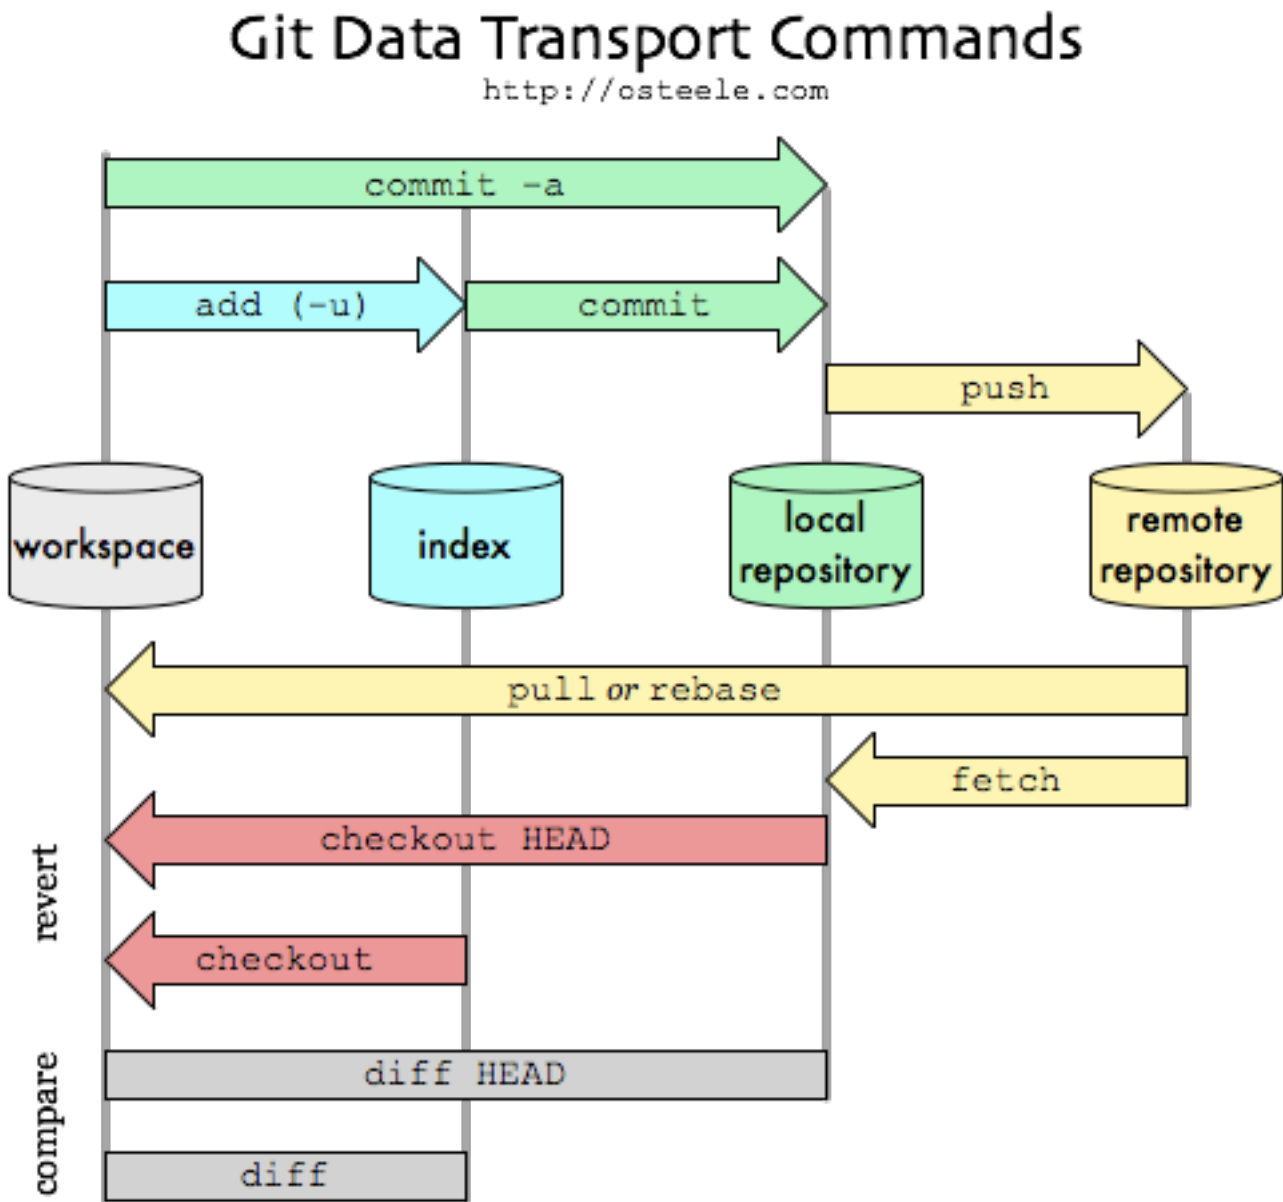 Git Data Transport Commands
http://osteele.com
commit -a
add (-u)
commit
push
workspace
index
local
repository
remote
repository
pull or rebase
fetch
revert
checkout HEAD
checkout
compare
diff HEAD
diff